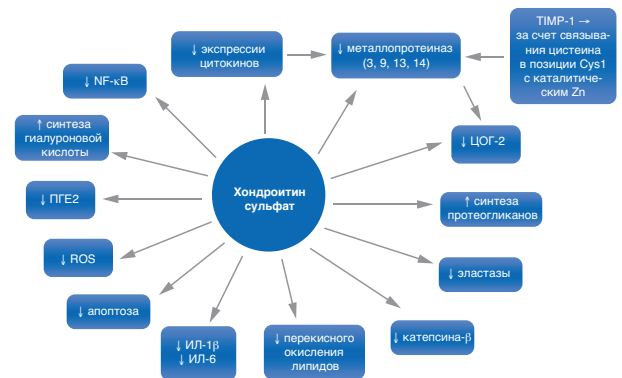 TIMP-1 →
за счет связыва-
ния цистеина
в позиции Cys1
с каталитиче-
ским Zn
↓ экспрессии
цитокинов
↓ металлопротеиназ
(3, 9, 13, 14)
↓ NF-κB
↑ синтеза
гиалуроновой
кислоты
↓ ЦОГ-2
Хондроитин
сульфат
↓ ПГЕ2
↑ синтеза
протеогликанов
↓ ROS
↓ эластазы
↓ апоптоза
↓ ИЛ-1β
↓ ИЛ-6
↓ перекисного
окисления
липидов
↓ катепсина-β